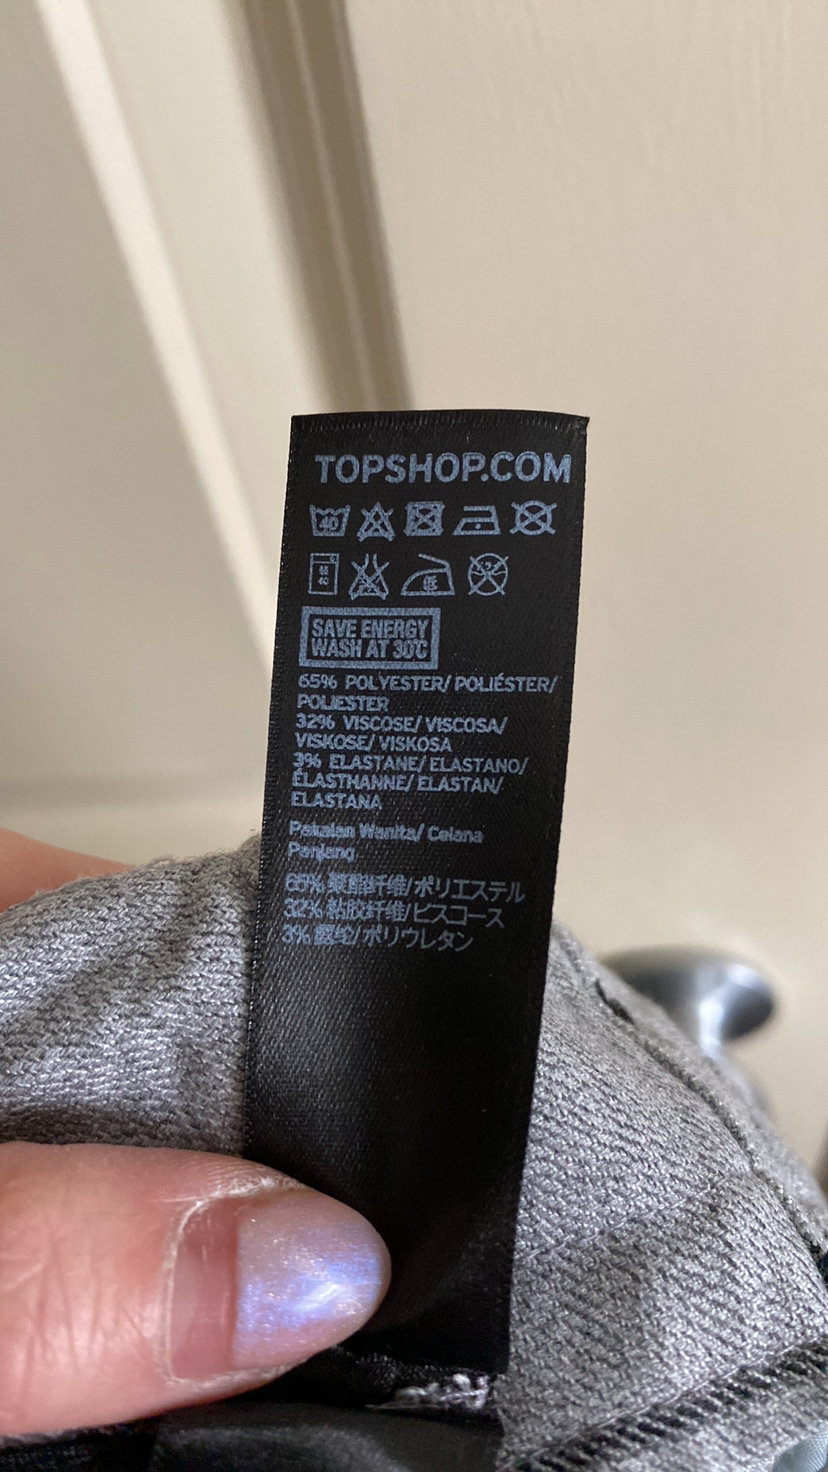 TOPSHOP.COM
40
低
SAVE ENERGY
WASH AT 30°C
65% POLYESTER/ POLIÉSTER/
POLIESTER
32% VISCOSE/ VISCOSA/
VISKOSE/ VISKOSA
3% ELASTANE/ ELASTANO/
ÉLASTHANNE/ ELASTAN/
ELASTANA
Pakaian Wanita/ Celana
Panjang
65% 聚酯纤维/ポリエステル
32% 粘胶纤维/ビスコース
3% /ポリウレタン